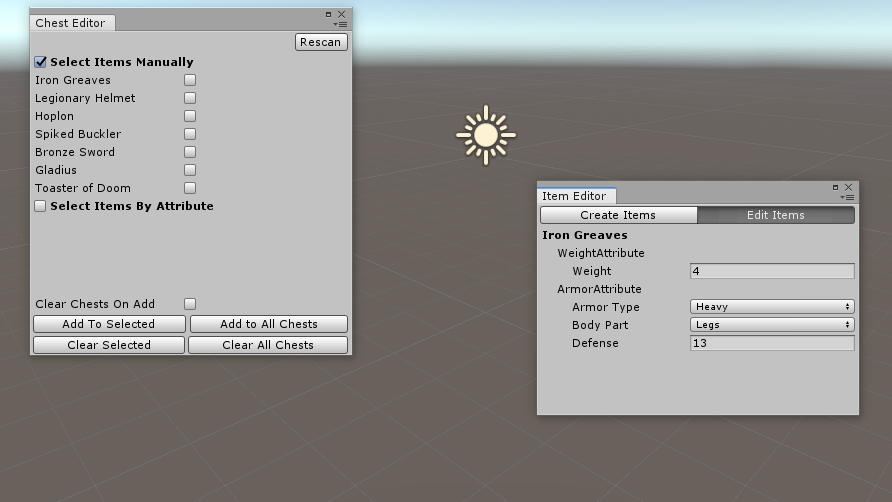 Chest Editor
Rescan
Select Items Manually
Iron Greaves
Legionary Helmet
Hoplon
Spiked Buckler
Bronze Sword
Gladius
Toaster of Doom
Select Items By Attribute
Clear Chests On Add
Add To Selected Add to All Chests
Clear Selected Clear All Chests
Item Editor
Create Items Edit Items
Iron Greaves
WeightAttribute
Weight 4
ArmorAttribute
Armor Type Heavy
Body Part Legs
Defense 13